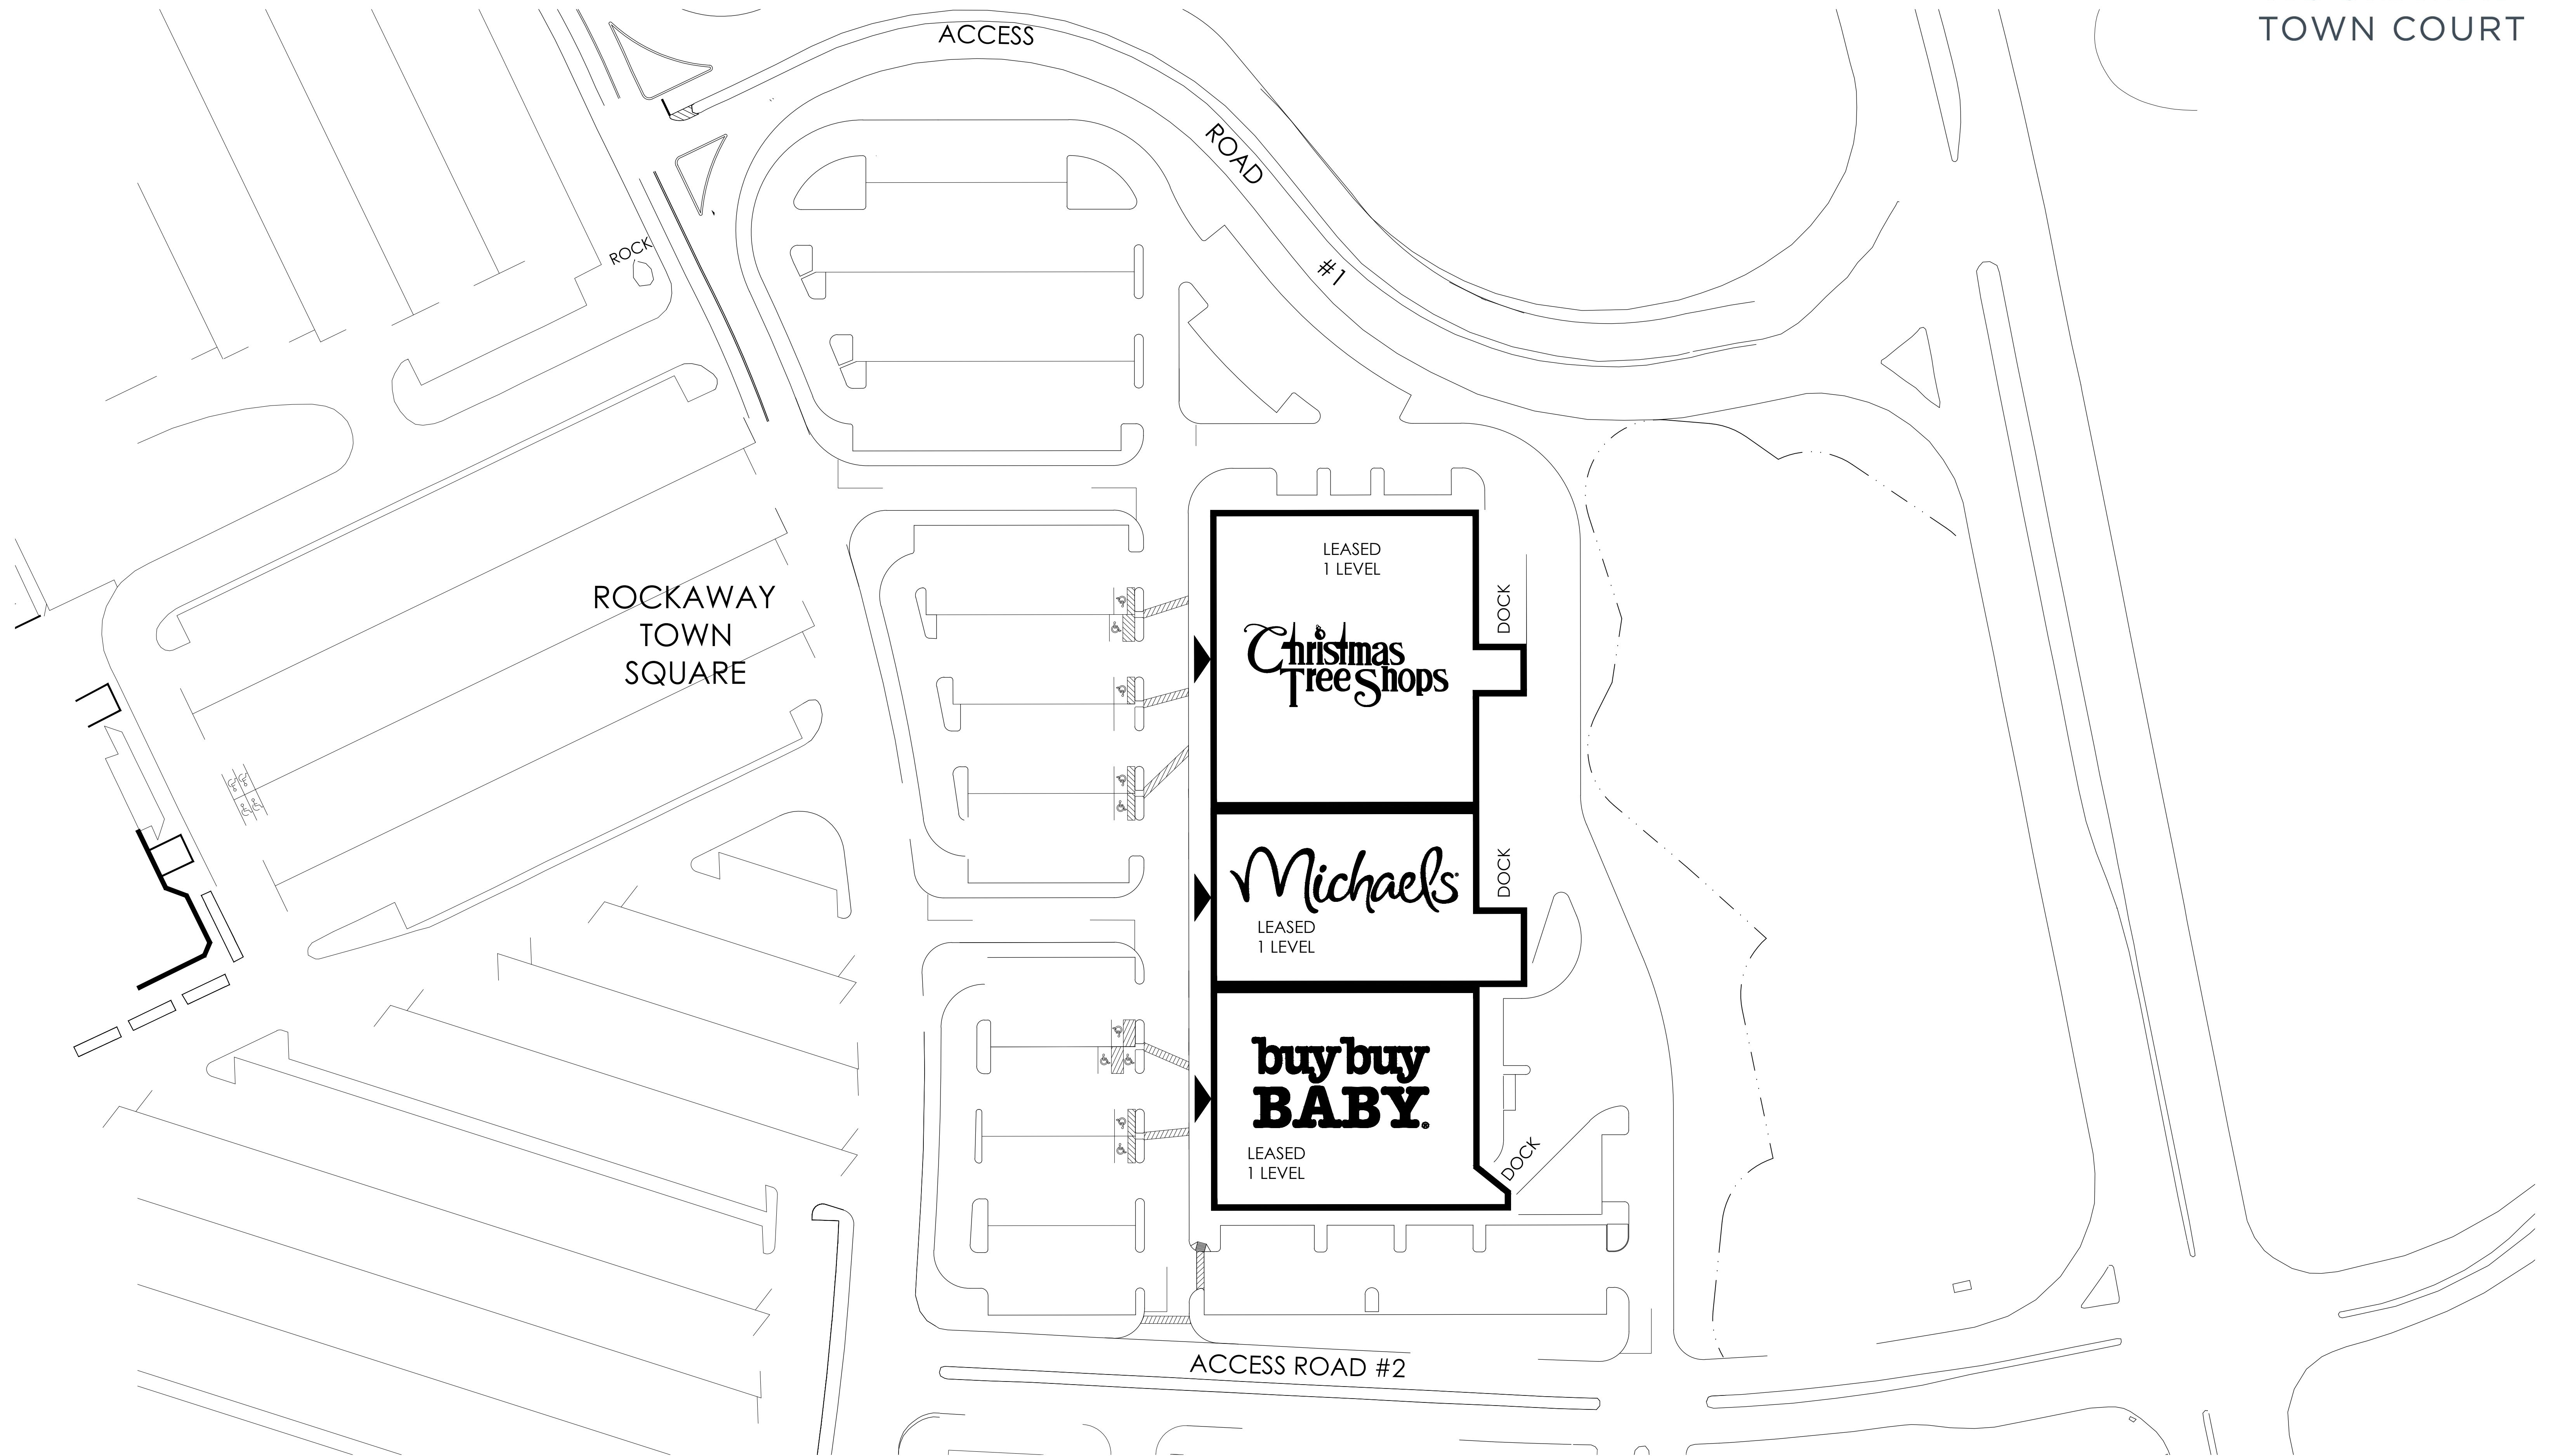 TOWN COURT
ACCESS
ROAD
#1
ROCK
ROCKAWAY
TOWN
SQUARE
LEASED
1 LEVEL
DOCK
Christmas
Tree Shops
DOCK
Michaels
LEASED
1 LEVEL
buy buy
BABY®
LEASED
1 LEVEL
DOCK
ACCESS ROAD #2